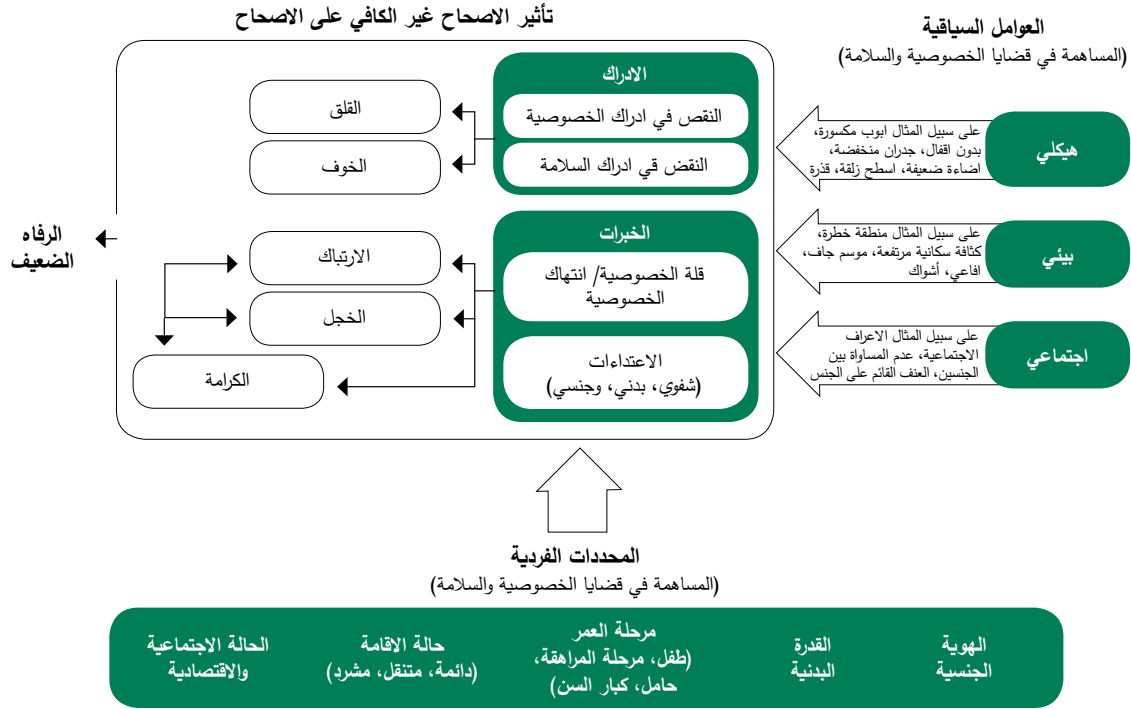 تأثير الاصحاح غير الكافي على الاصحاح
العوامل السياقية
(المساهمة في قضايا الخصوصية والسلامة)
هيكلي
على سبيل المثال ابوب مكسورة،
بدون اقفال، جدران منخفضة،
اضاءة ضعيفة، اسطح زلقة، قذرة
بيئي
على سبيل المثال منطقة خطرة،
كثافة سكانية مرتفعة، موسم جاف،
افاعي، أشواك
اجتماعي
على سبيل المثال الاعراف
الاجتماعية، عدم المساواة بين
الجنسين، العنف القائم على الجنس
الادراك
النقص في ادراك الخصوصية
النقض قي ادراك السلامة
القلق
الخوف
الخبرات
قلة الخصوصية/ انتهاك
الخصوصية
الاعتداءات
(شفوي، بدني، وجنسي)
الارتباك
الخجل
الكرامة
الرفاه
الضعيف
المحددات الفردية
(المساهمة في قضايا الخصوصية والسلامة)
الهوية
الجنسية
القدرة
البدنية
مرحلة العمر
(طفل، مرحلة المراهقة،
حامل، كبار السن)
حالة الاقامة
(دائمة، متنقل، مشرد)
الحالة الاجتماعية
والاقتصادية